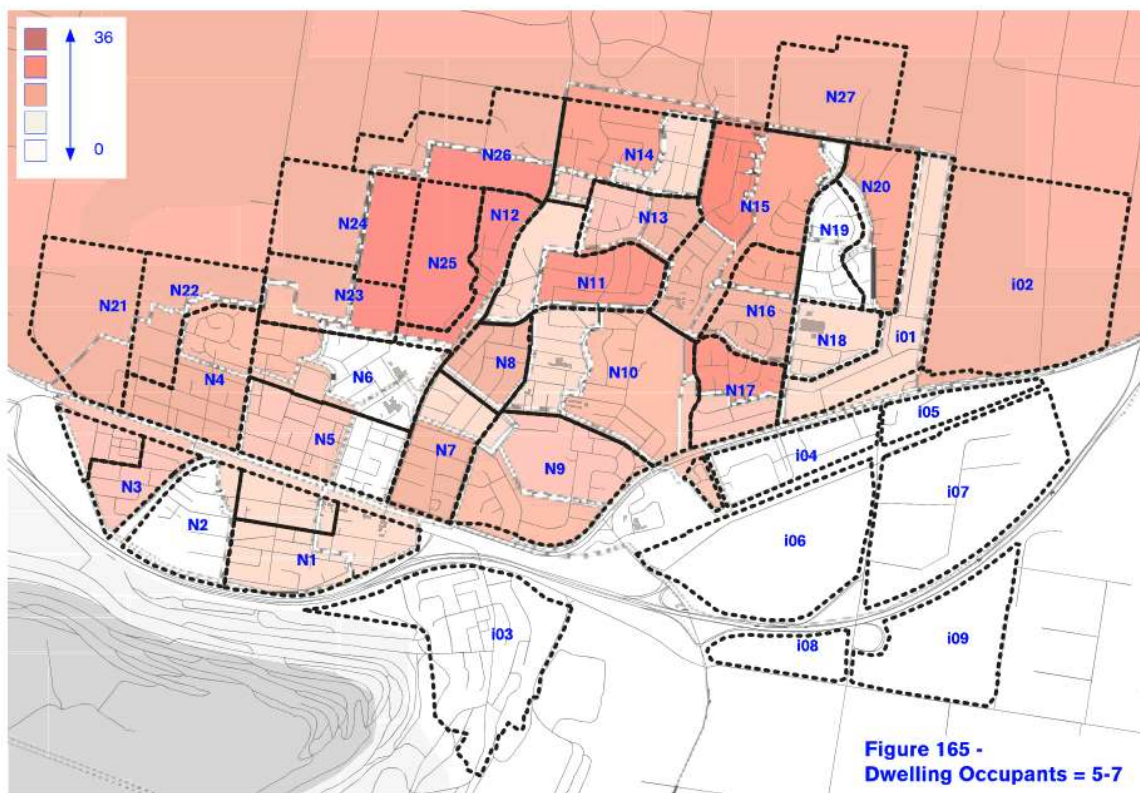 36
0
N27
N14
N26
N20
N12
N15
N13
N19
N24
N25
N11
N22
N21
N23
i02
N16
i01
N18
N8
N10
N6
N4
N17
i05
N5
N7
i04
N9
N3
i07
N2
i06
N1
i03
i08
i09
Figure 165 -
Dwelling Occupants = 5-7